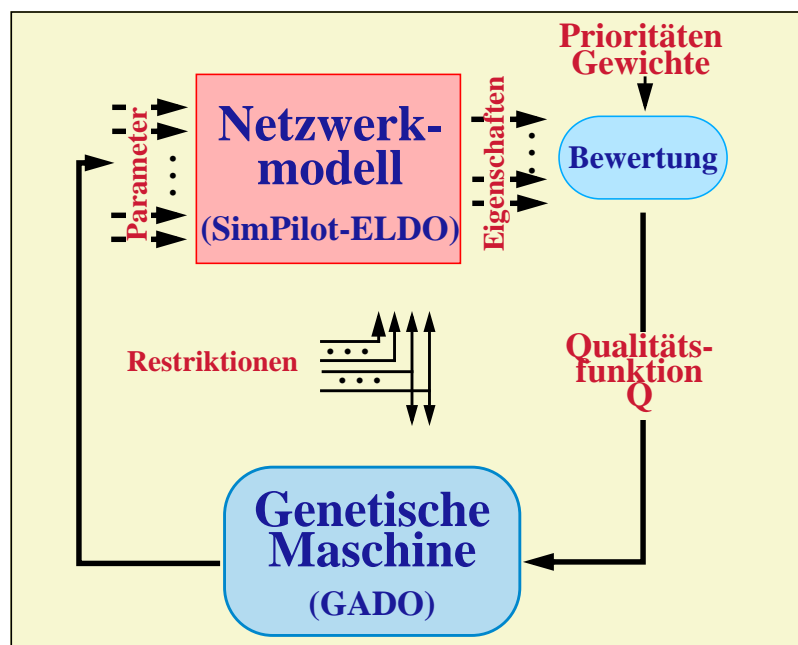 Prioritäten
Gewichte
Parameter
Netzwerk-
modell
(SimPilot-ELDO)
Eigenschaften
Bewertung
Restriktionen
Qualitäts-
funktion
Q
Genetische
Maschine
(GADO)